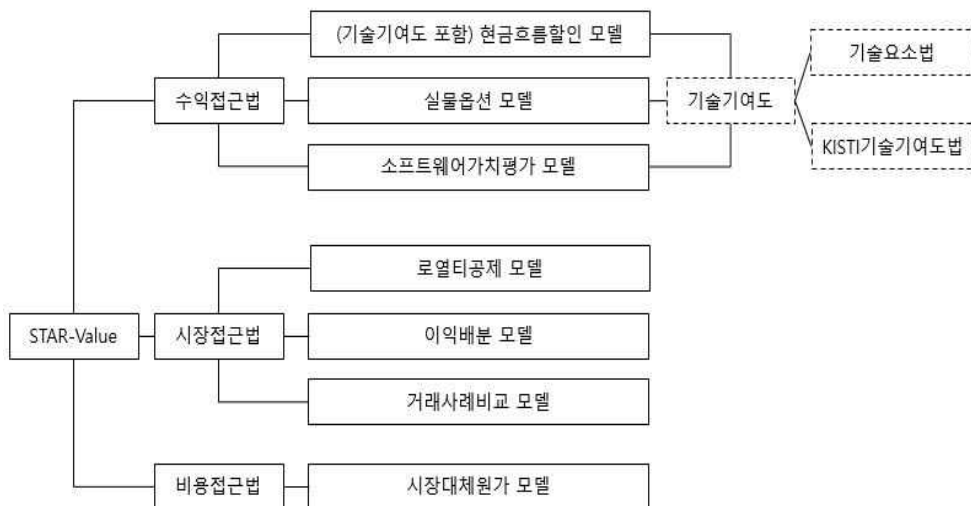 (기술기여도 포함) 현금흐름할인 모델
기술요소법
수익접근법
실물옵션 모델
기술기여도
KISTI기술기여도법
소프트웨어가치평가 모델
로열티공제 모델
STAR-Value
시장접근법
이익배분 모델
거래사례비교 모델
비용접근법
시장대체원가 모델